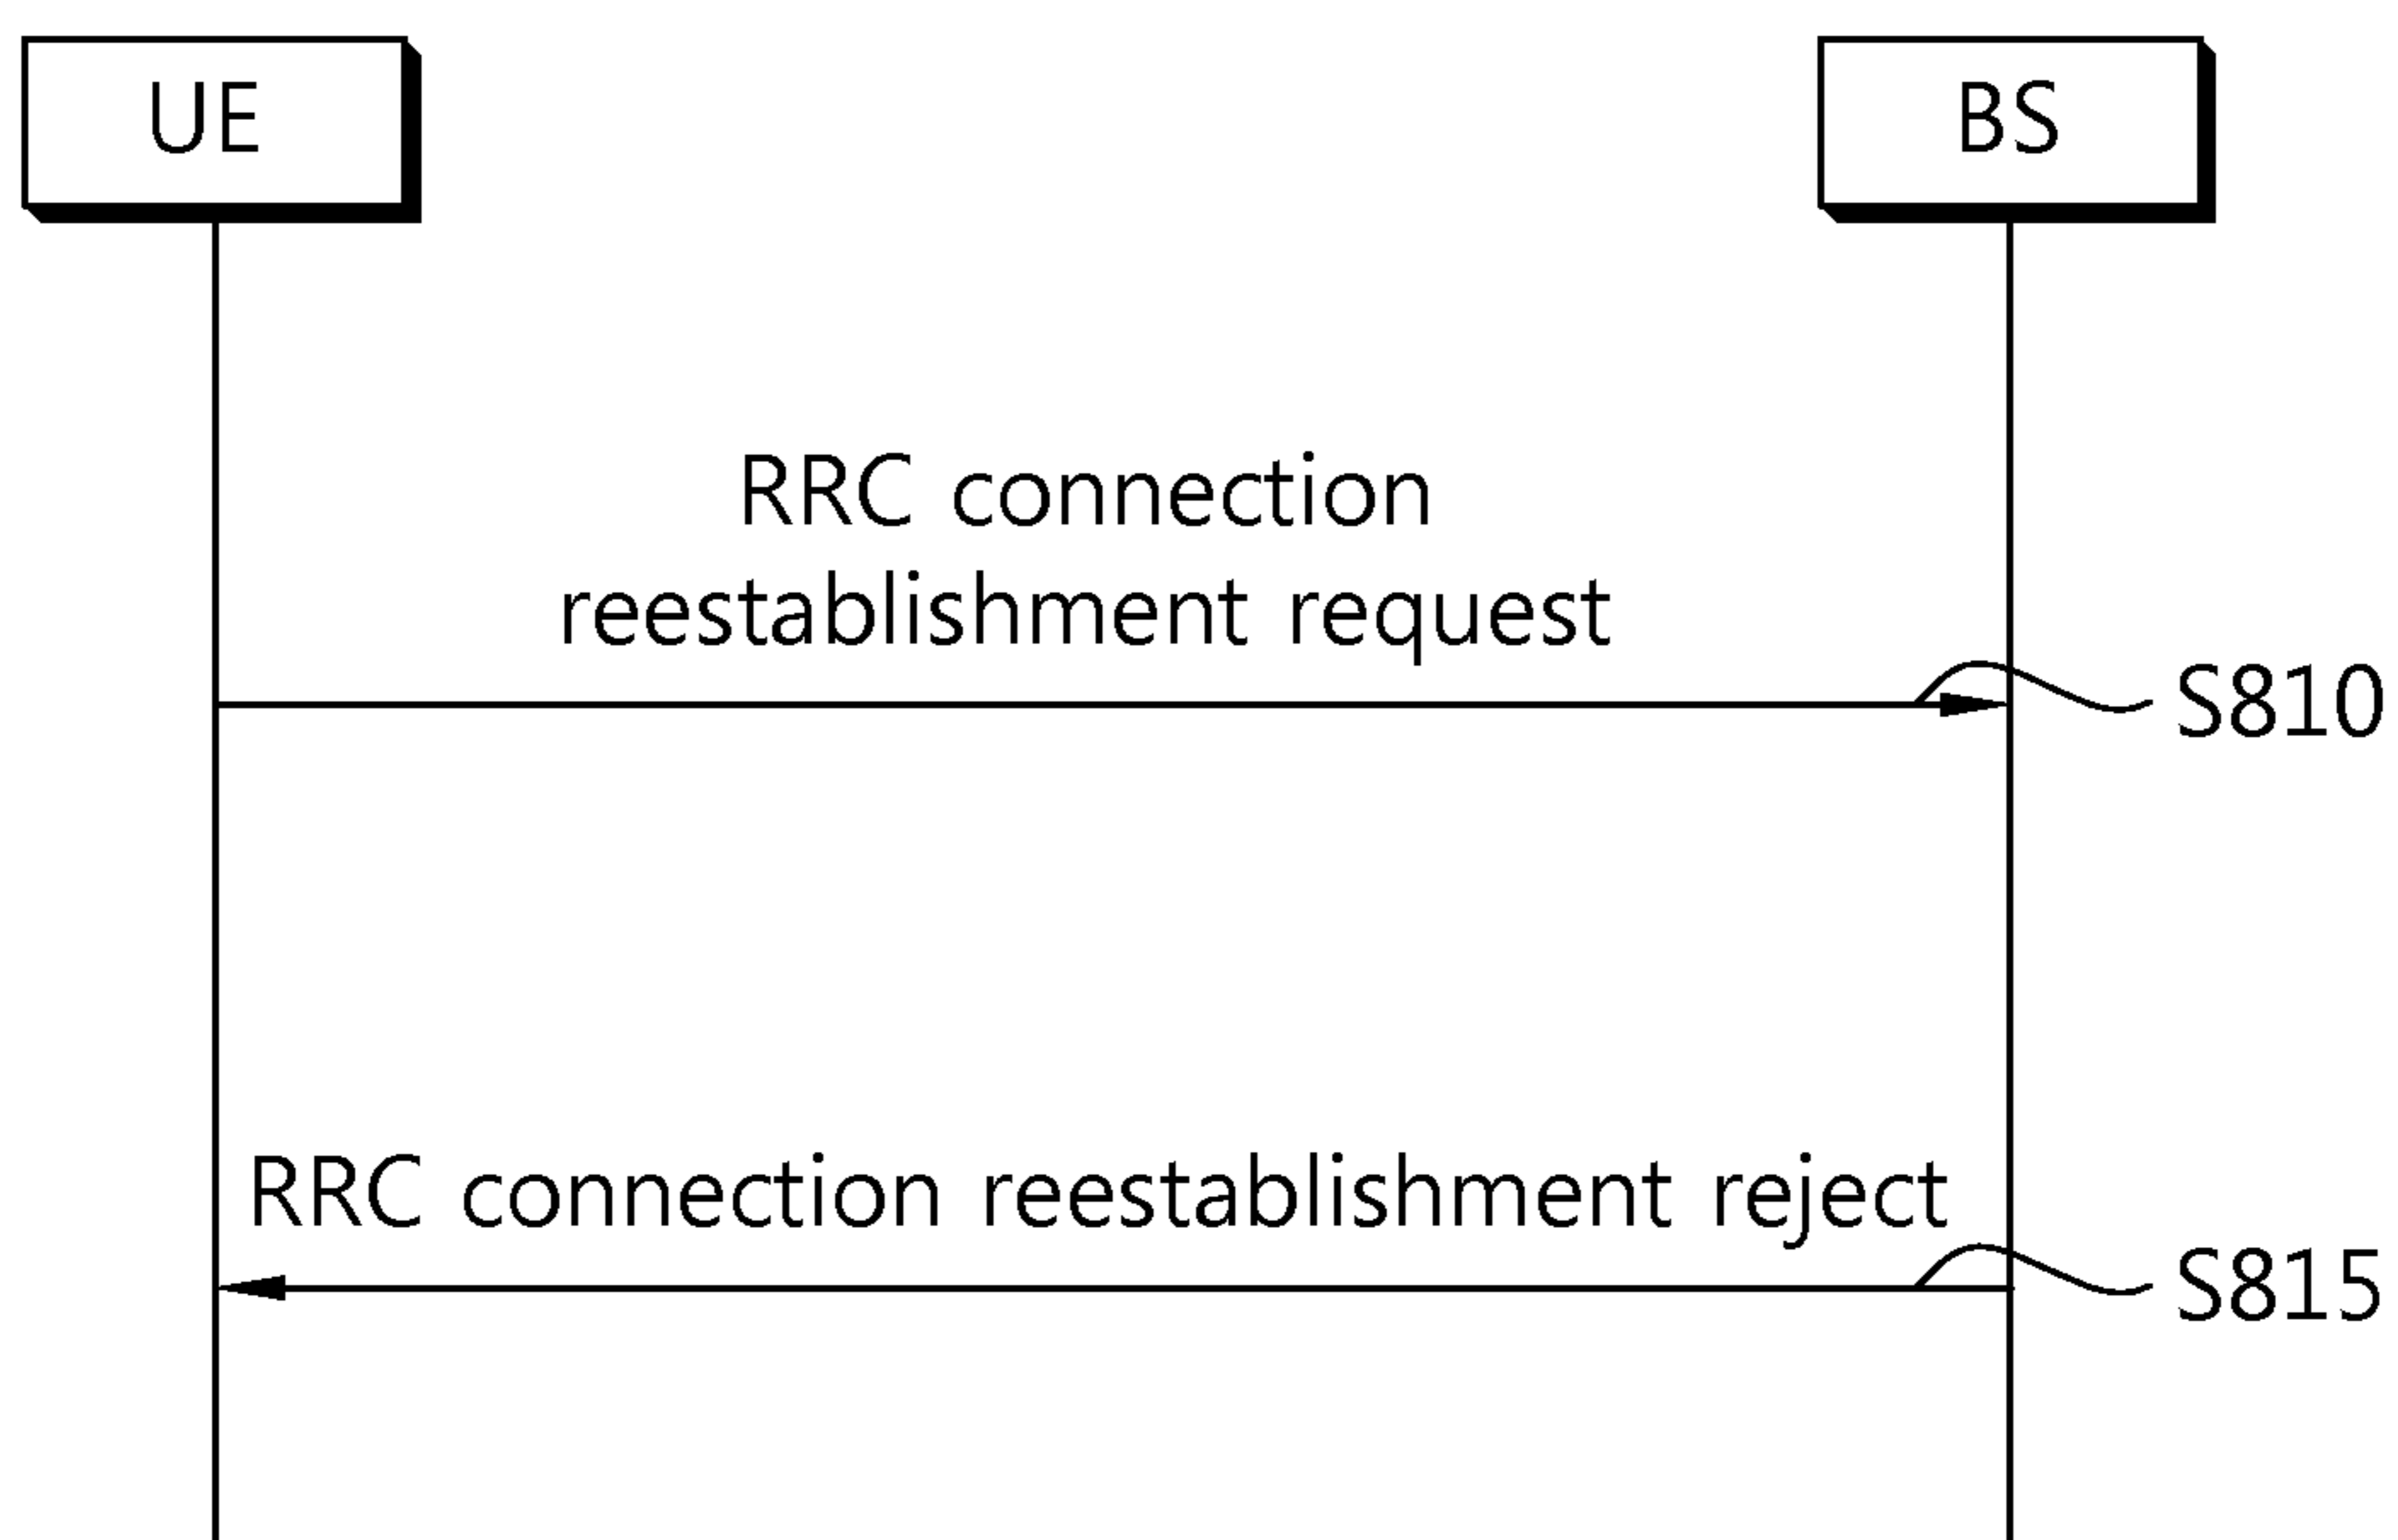 UE
BS
RRC connection
reestablishment request
S810
RRC connection reestablishment reject
S815